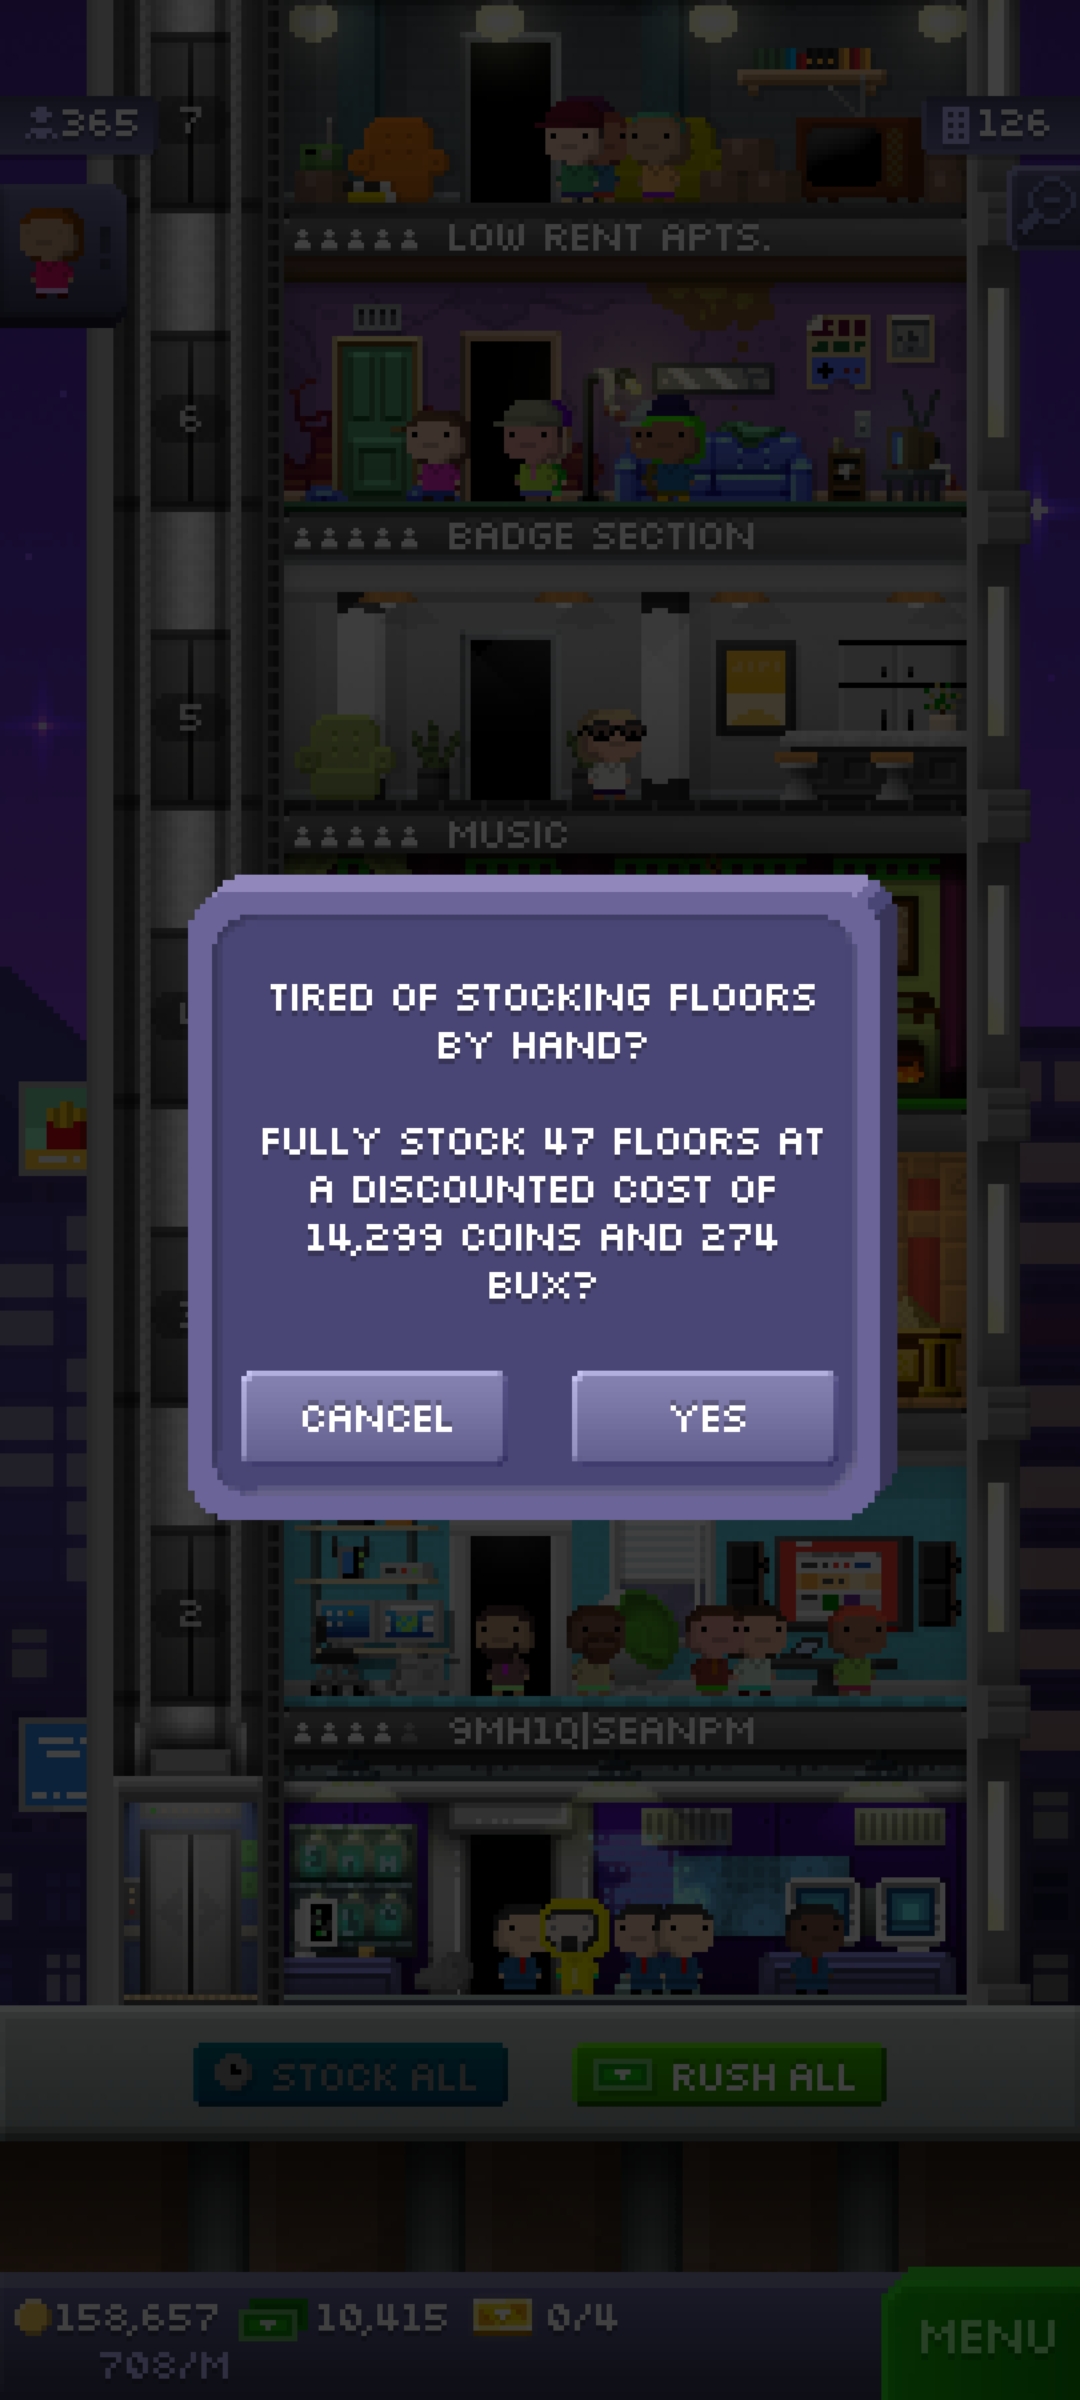 365
7
126
LOW RENT APTS.
6
BADGE SECTION
5
MUSIC
TIRED OF STOCKING FLOORS
BY HAND?
FULLY STOCK 47 FLOORS AT
A DISCOUNTED COST OF
14,299 COINS AND 274
BUX?
CANCEL
YES
3
2
9MH1Q|SEANPM
STOCK ALL
RUSH ALL
158,657
10,415
0/4
708/M
MENU